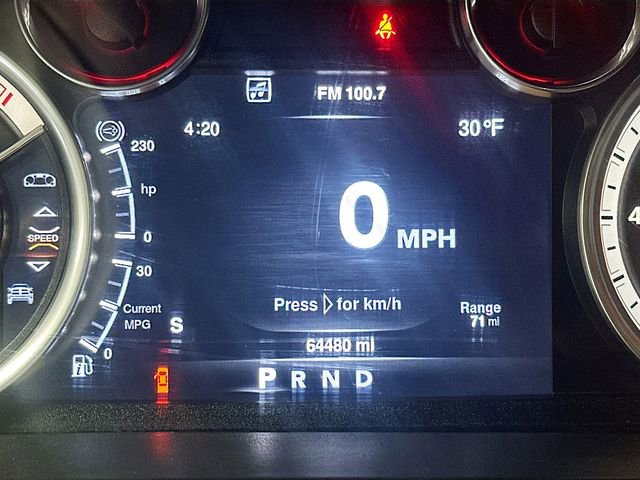 FM 100.7
4:20
30°F
230
hp
0
0 MPH
SPEED
30
Current
MPG
0
S
Press ▷ for km/h
Range
71 mi
64480 mi
P R N D
4